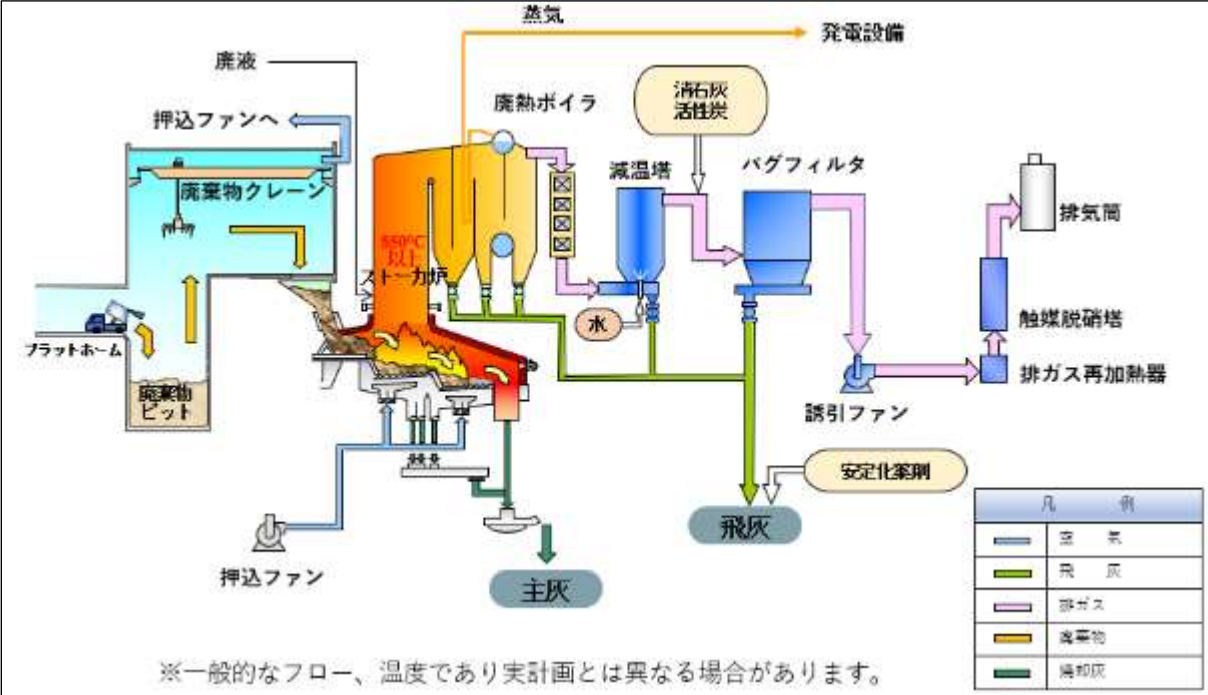 蒸気
発電設備
廃液
廃熱ボイラ
消石灰
活性炭
押込ファンへ
減温塔
バグフィルタ
廃棄物クレーン
排気筒
850℃
以上
ストーカ炉
水
触媒脱硝塔
プラットホーム
排ガス再加熱器
廃棄物
ピット
誘引ファン
安定化薬剤
飛灰
押込ファン
主灰
凡 例
空 気
飛 灰
排ガス
廃棄物
焼却灰
※一般的なフロー、温度であり実計画とは異なる場合があります。